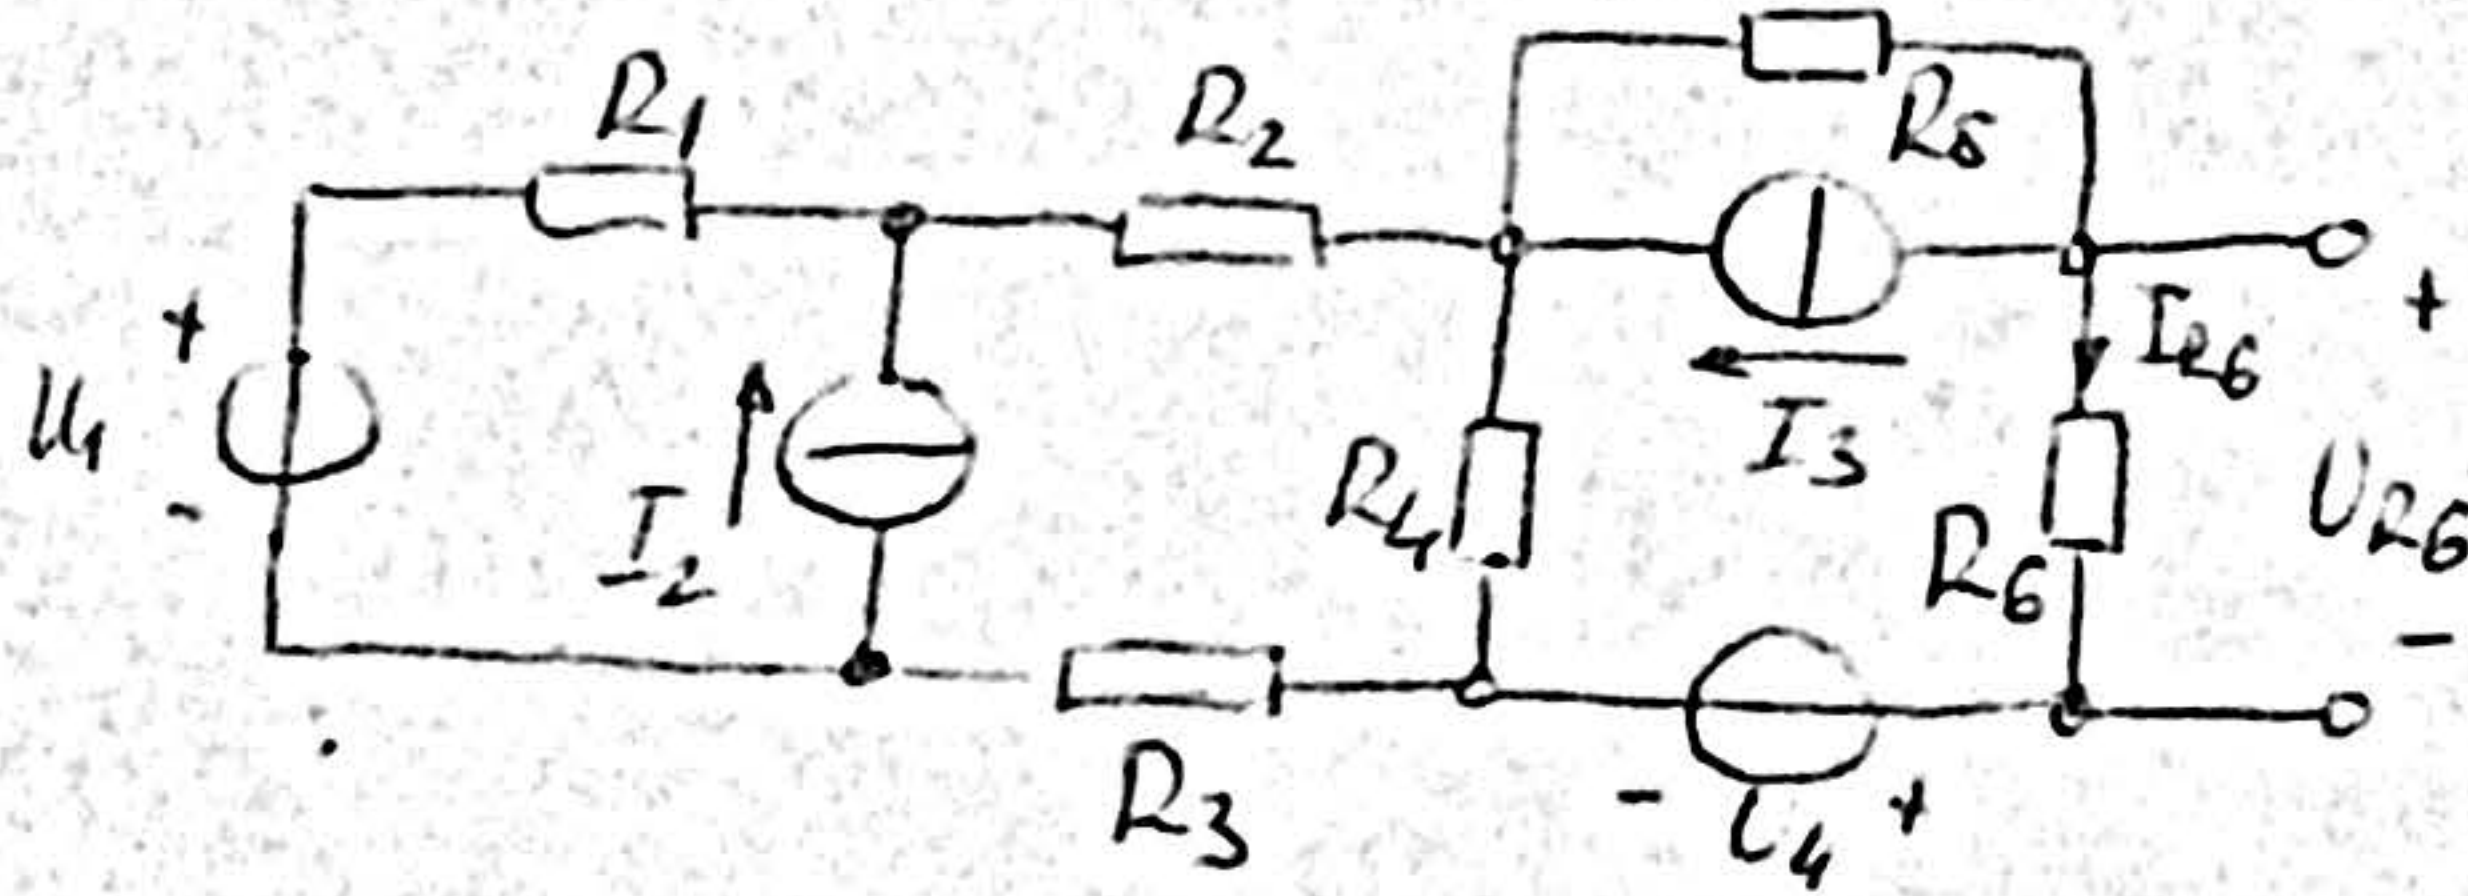 R1
R2
R5
+
U1
-
I2
R4
I3
IR6
+
UR6
-
R6
R3
- U4 +